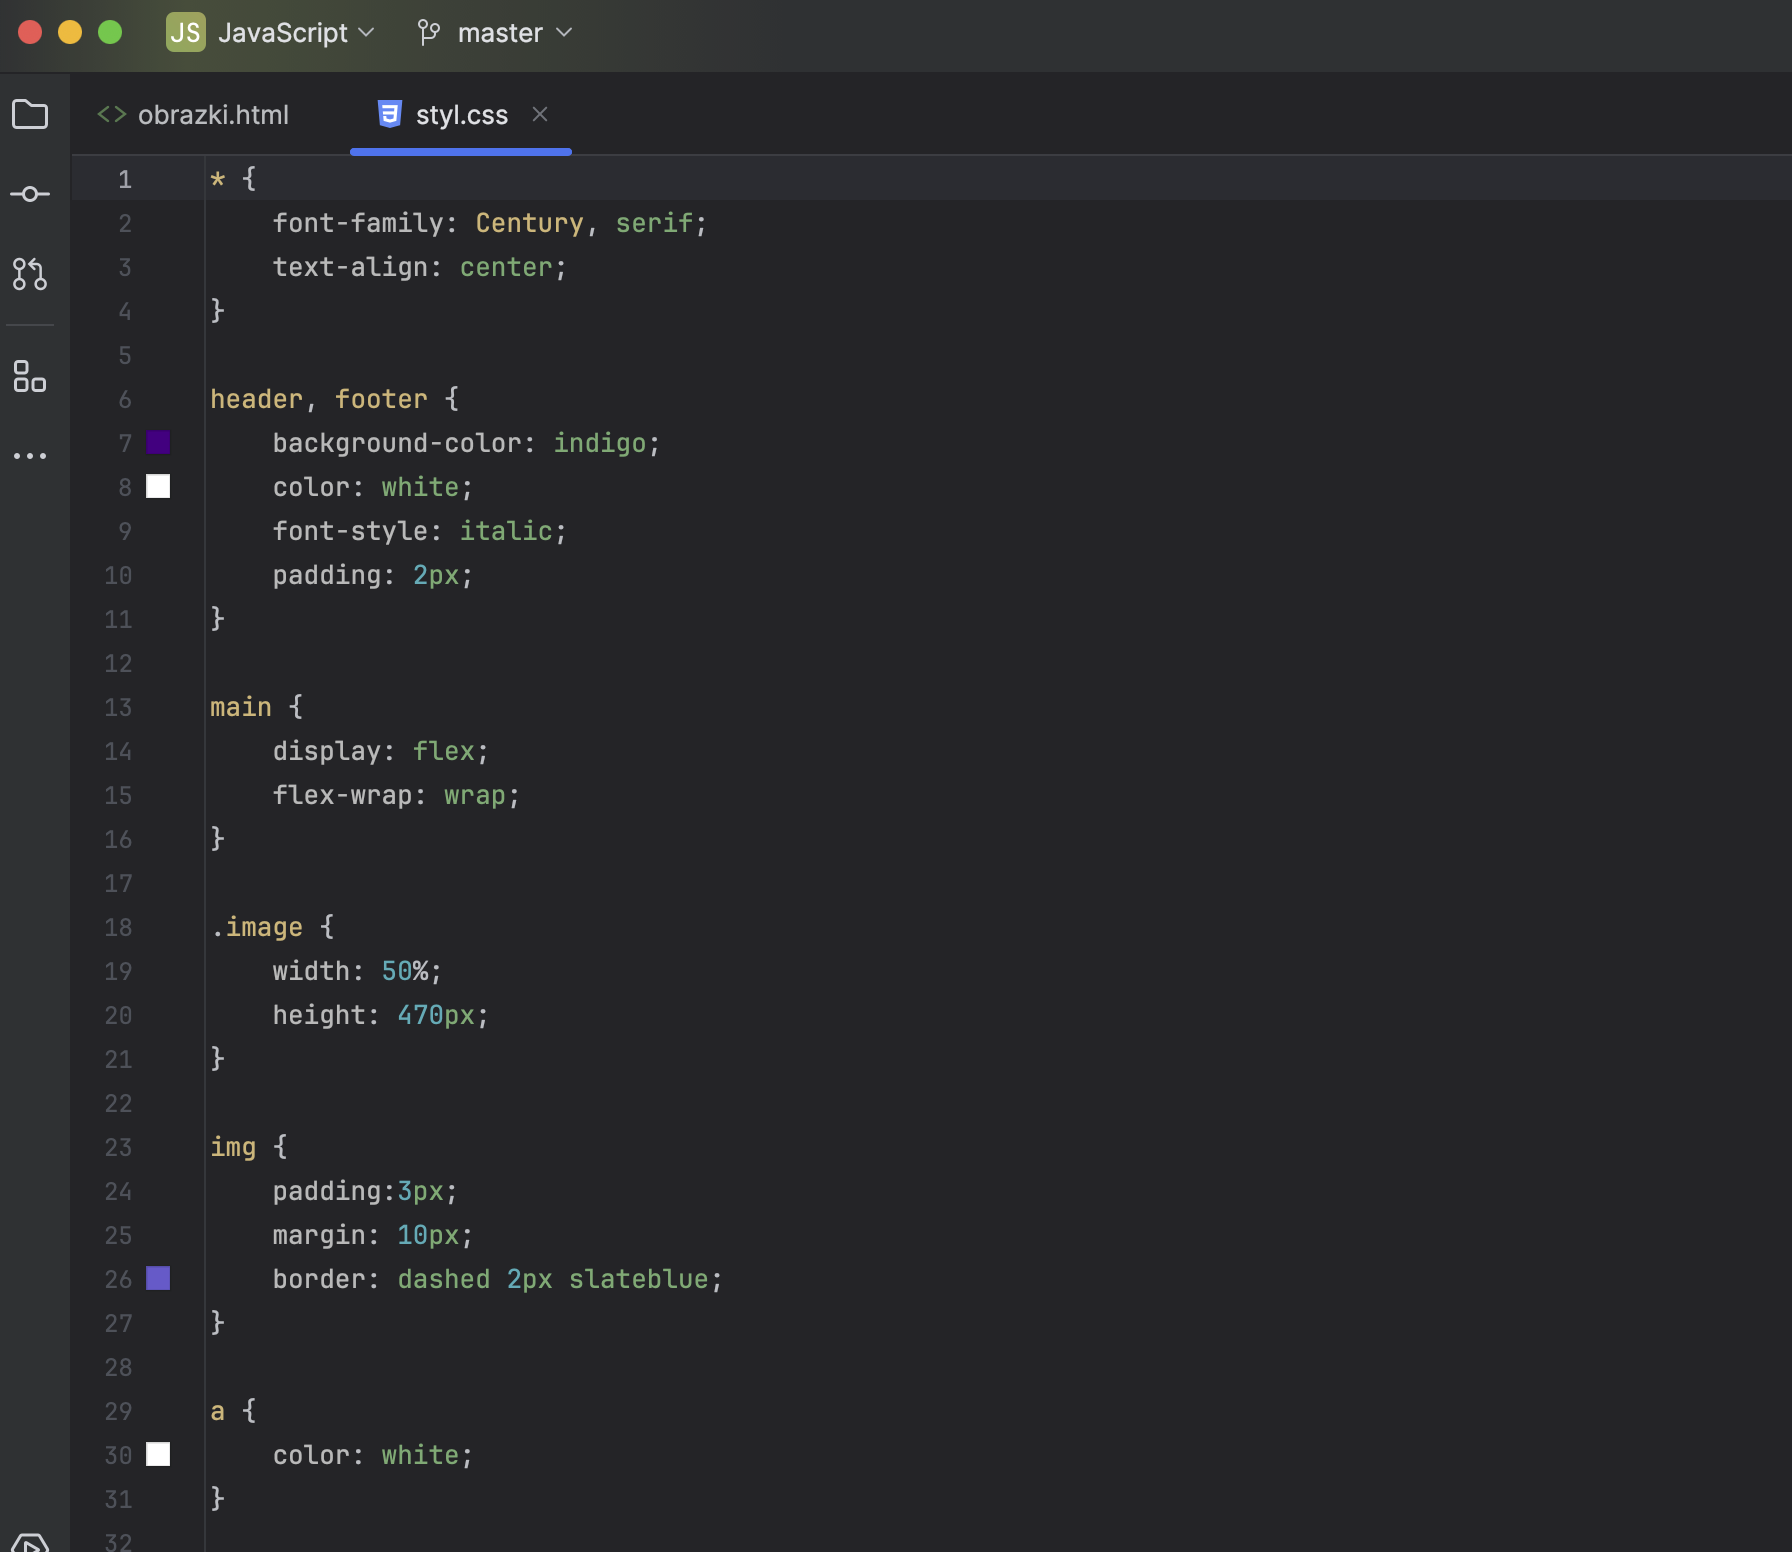 JS JavaScript master
obrazki.html styl.css
1 * {
2     font-family: Century, serif;
3     text-align: center;
4 }
5
6 header, footer {
7     background-color: indigo;
8     color: white;
9     font-style: italic;
10     padding: 2px;
11 }
12
13 main {
14     display: flex;
15     flex-wrap: wrap;
16 }
17
18 .image {
19     width: 50%;
20     height: 470px;
21 }
22
23 img {
24     padding:3px;
25     margin: 10px;
26     border: dashed 2px slateblue;
27 }
28
29 a {
30     color: white;
31 }
32